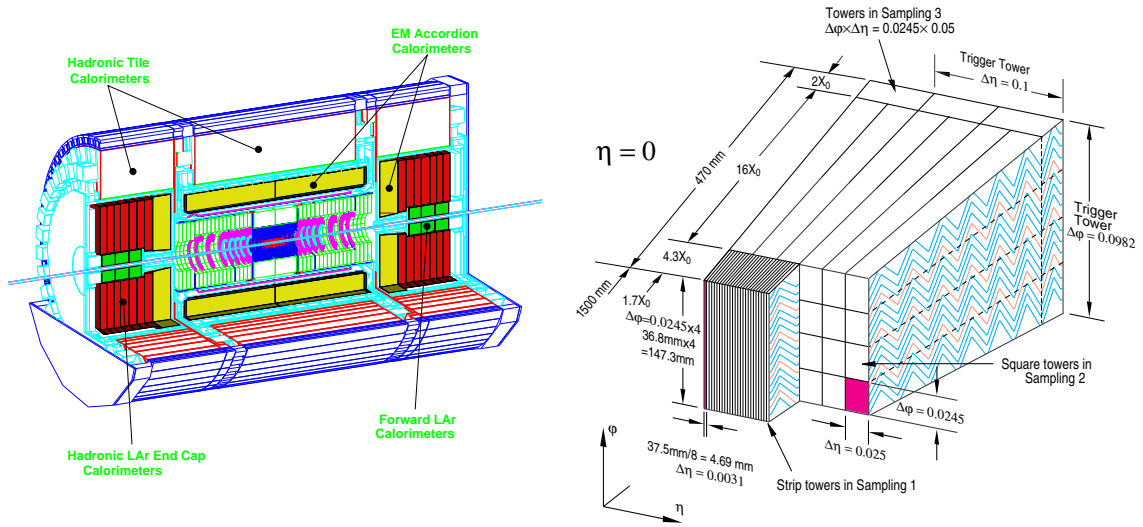 EM Accordion
Calorimeters
Hadronic Tile
Calorimeters
Forward LAr
Calorimeters
Hadronic LAr End Cap
Calorimeters
Towers in Sampling 3
Δφ×Δη = 0.0245× 0.05
Trigger Tower
Δη = 0.1
2X₀
470 mm
16X₀
η = 0
4.3X₀
1500 mm
1.7X₀
Δφ=0.0245x4
36.8mmx4
=147.3mm
Trigger
Tower
Δφ = 0.0982
Square towers in
Sampling 2
Δφ = 0.0245
Δη = 0.025
37.5mm/8 = 4.69 mm
Δη = 0.0031
Strip towers in Sampling 1
φ
η